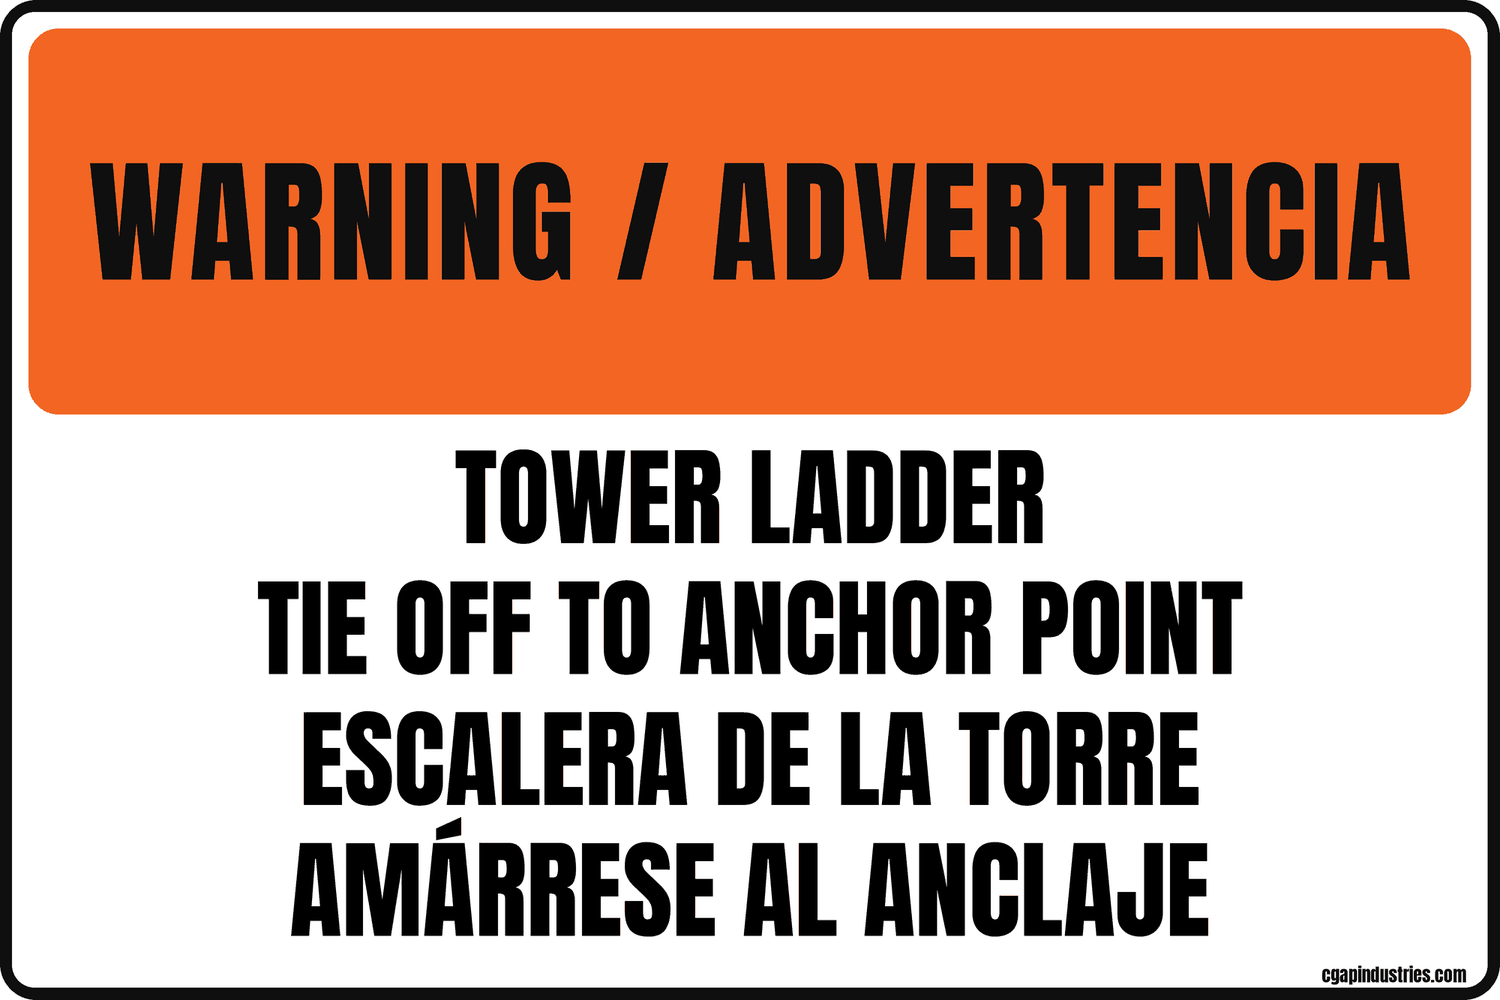 WARNING / ADVERTENCIA
TOWER LADDER
TIE OFF TO ANCHOR POINT
ESCALERA DE LA TORRE
AMÁRRESE AL ANCLAJE
cgapindustries.com